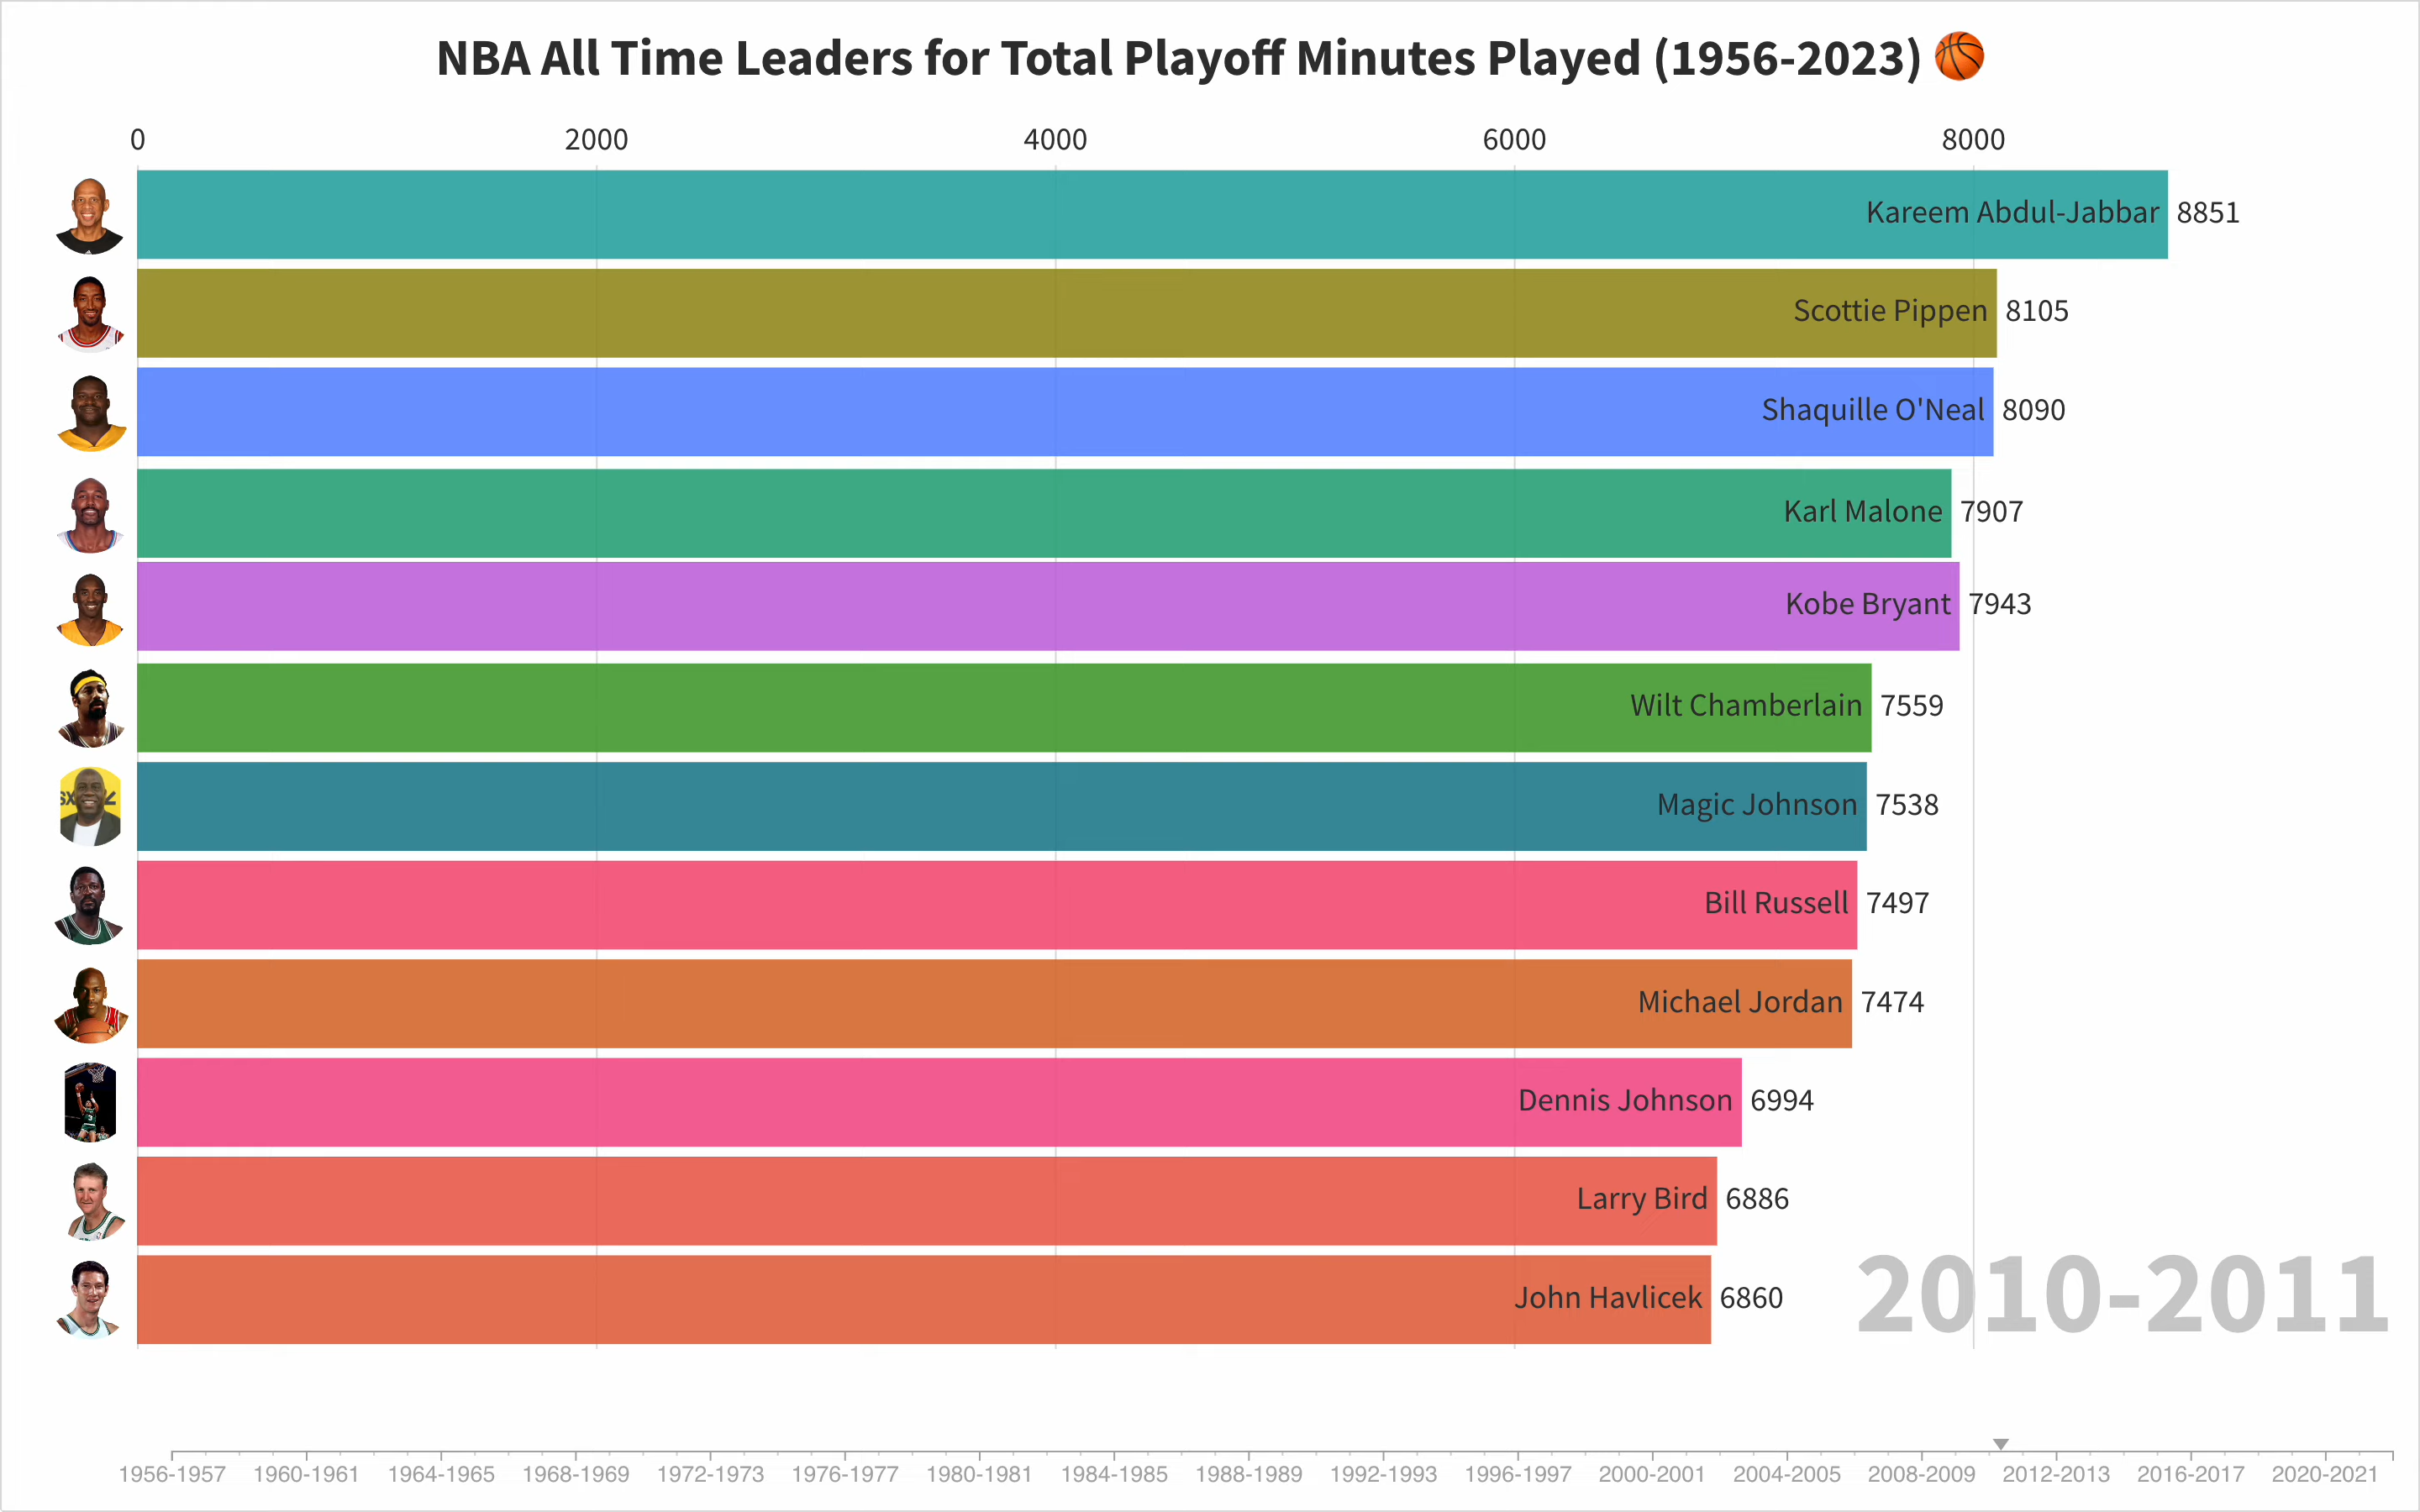 NBA All Time Leaders for Total Playoff Minutes Played (1956-2023) 🏀
0 2000 4000 6000 8000
Kareem Abdul-Jabbar 8851
Scottie Pippen 8105
Shaquille O'Neal 8090
Karl Malone 7907
Kobe Bryant 7943
Wilt Chamberlain 7559
Magic Johnson 7538
Bill Russell 7497
Michael Jordan 7474
Dennis Johnson 6994
Larry Bird 6886
John Havlicek 6860
2010-2011
1956-1957 1960-1961 1964-1965 1968-1969 1972-1973 1976-1977 1980-1981 1984-1985 1988-1989 1992-1993 1996-1997 2000-2001 2004-2005 2008-2009 2012-2013 2016-2017 2020-2021